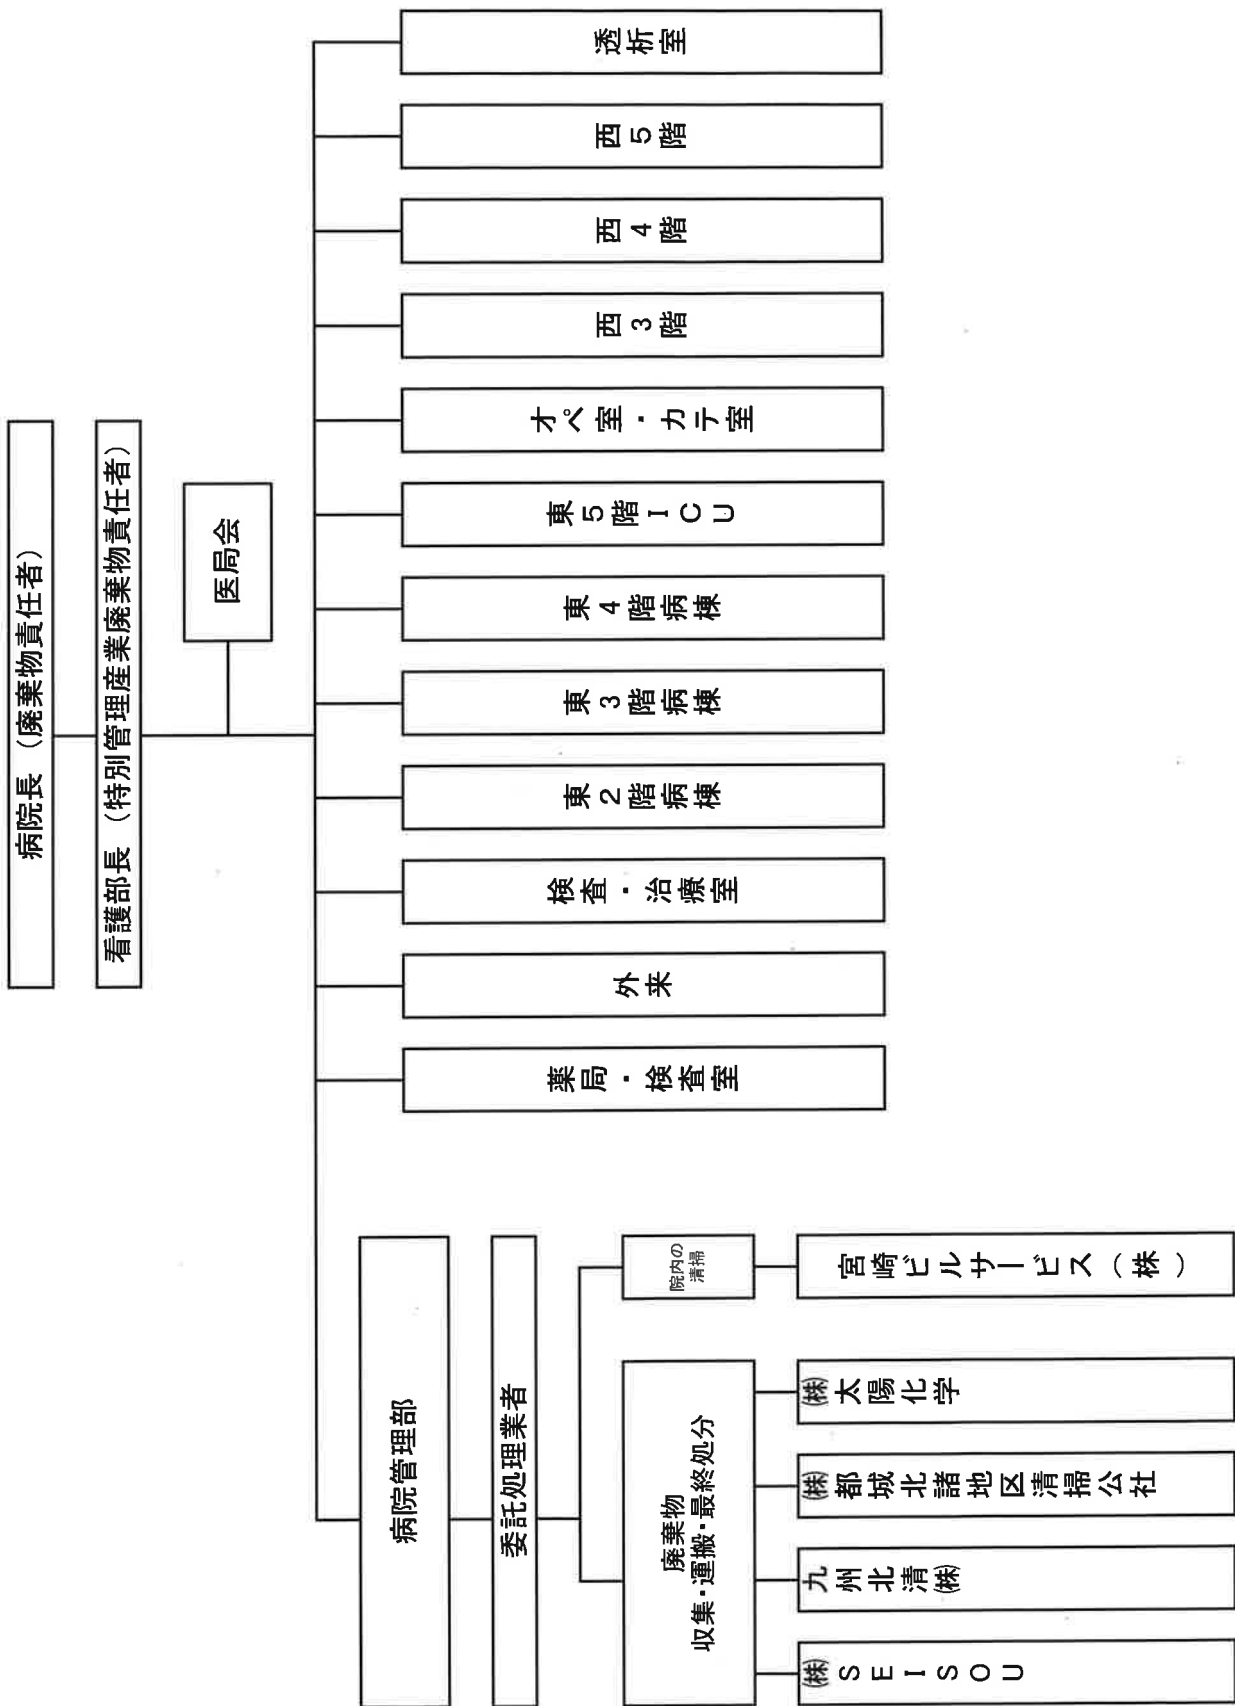 病院長（廃棄物責任者）
看護部長（特別管理産業廃棄物責任者）
医局会
病院管理部
薬局・検査室
外来
検査・治療室
東２階病棟
東３階病棟
東４階病棟
東５階ＩＣＵ
オペ室・カテ室
西３階
西４階
西５階
透析室
委託処理業者
廃棄物
収集・運搬・最終処分
院内の
清掃
㈱ＳＥＩＳＯＵ
九州北清㈱
㈱都城北諸地区清掃公社
㈱太陽化学
宮崎ビルサービス（株）